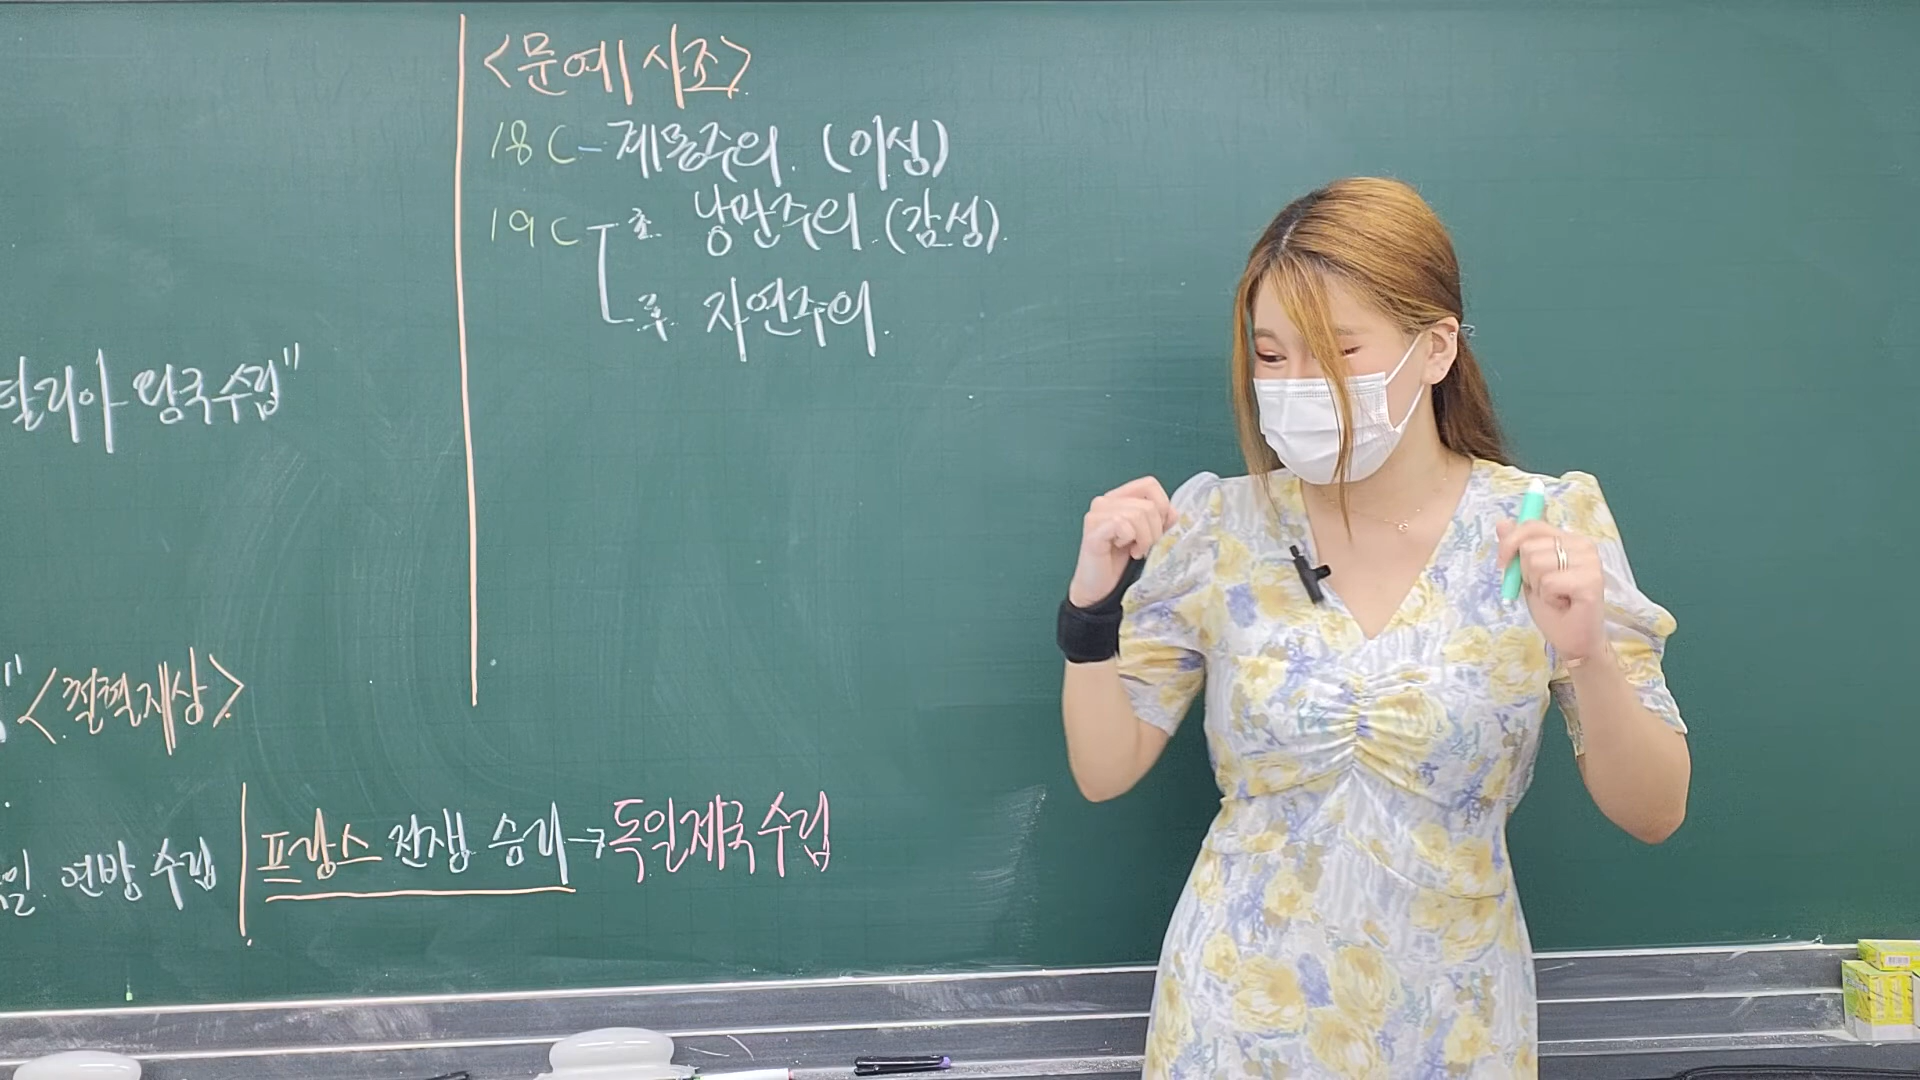 <문예 사조>
18C - 계몽주의. (이성)
19C 초. 낭만주의. (감성).
후. 자연주의.
탈리아 왕국수립"
" <철혈재상>
일. 연방 수립
프랑스 전쟁 승리 → 독일제국 수립